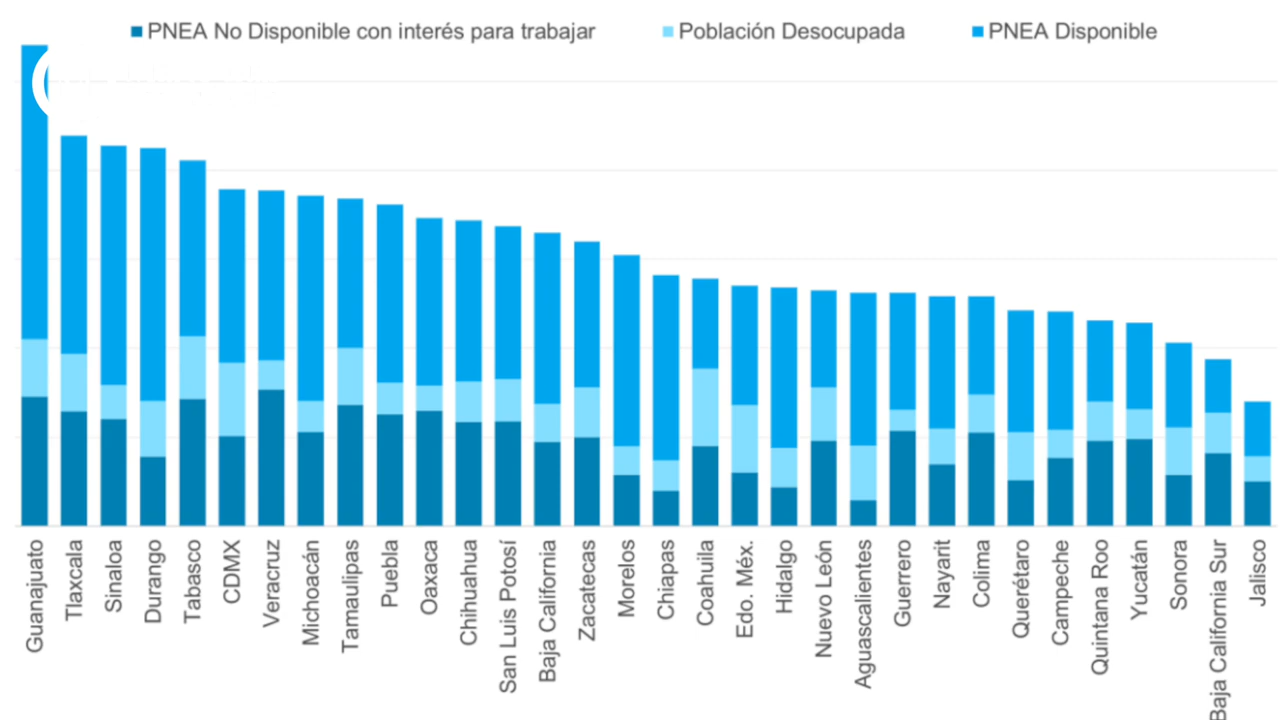 PNEA No Disponible con interés para trabajar
Población Desocupada
PNEA Disponible
Guanajuato
Tlaxcala
Sinaloa
Durango
Tabasco
CDMX
Veracruz
Michoacán
Tamaulipas
Puebla
Oaxaca
Chihuahua
San Luis Potosí
Baja California
Zacatecas
Morelos
Chiapas
Coahuila
Edo. Méx.
Hidalgo
Nuevo León
Aguascalientes
Guerrero
Nayarit
Colima
Querétaro
Campeche
Quintana Roo
Yucatán
Sonora
Baja California Sur
Jalisco